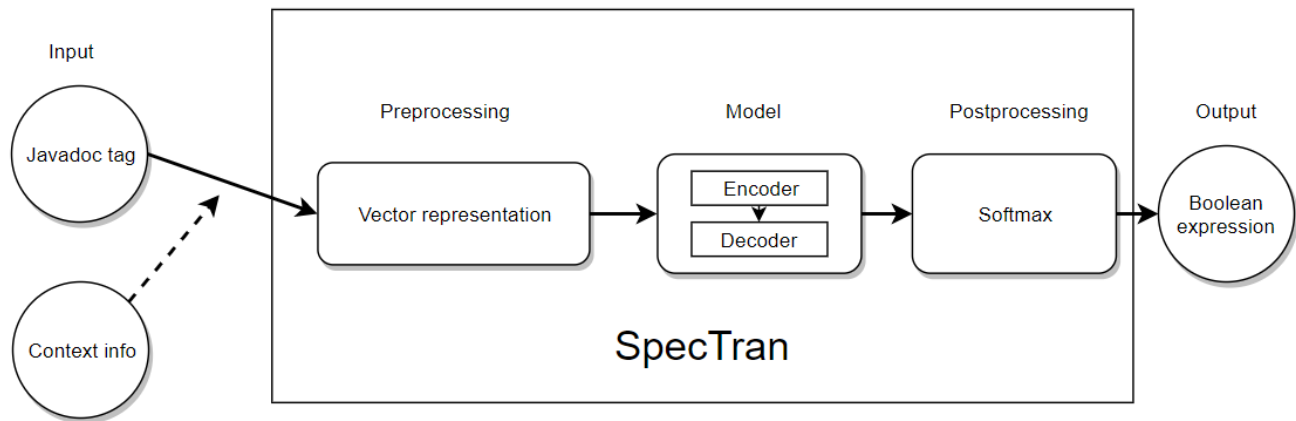 Input
Javadoc tag
Context info
Preprocessing
Vector representation
Model
Encoder
Decoder
Postprocessing
Softmax
Output
Boolean
expression
SpecTran